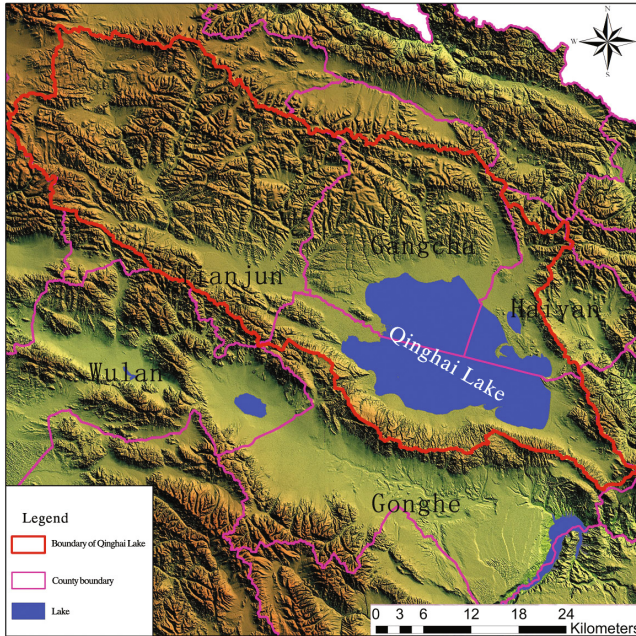 N
W
E
S
Gangcha
Tianjun
Haiyan
Qinghai Lake
Wulan
Gonghe
Legend
Boundary of Qinghai Lake
County boundary
Lake
0 3 6 12 18 24
Kilometers